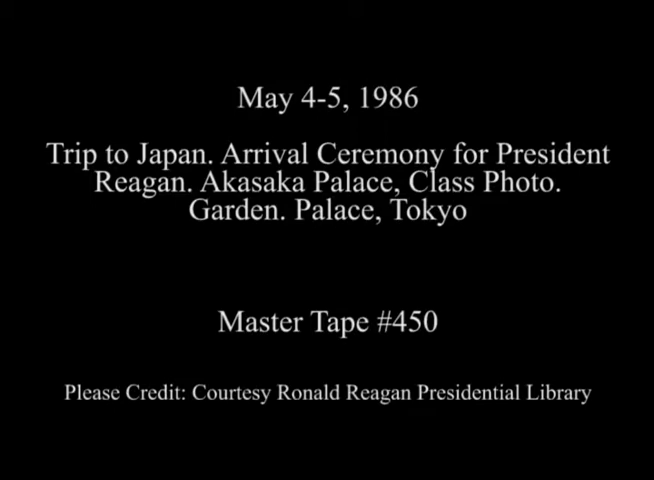 May 4-5, 1986
Trip to Japan. Arrival Ceremony for President
Reagan. Akasaka Palace, Class Photo.
Garden. Palace, Tokyo
Master Tape #450
Please Credit: Courtesy Ronald Reagan Presidential Library